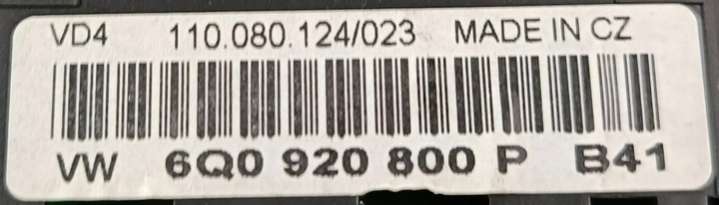 VD4 110.080.124/023 MADE IN CZ
VW 6Q0 920 800 P B41